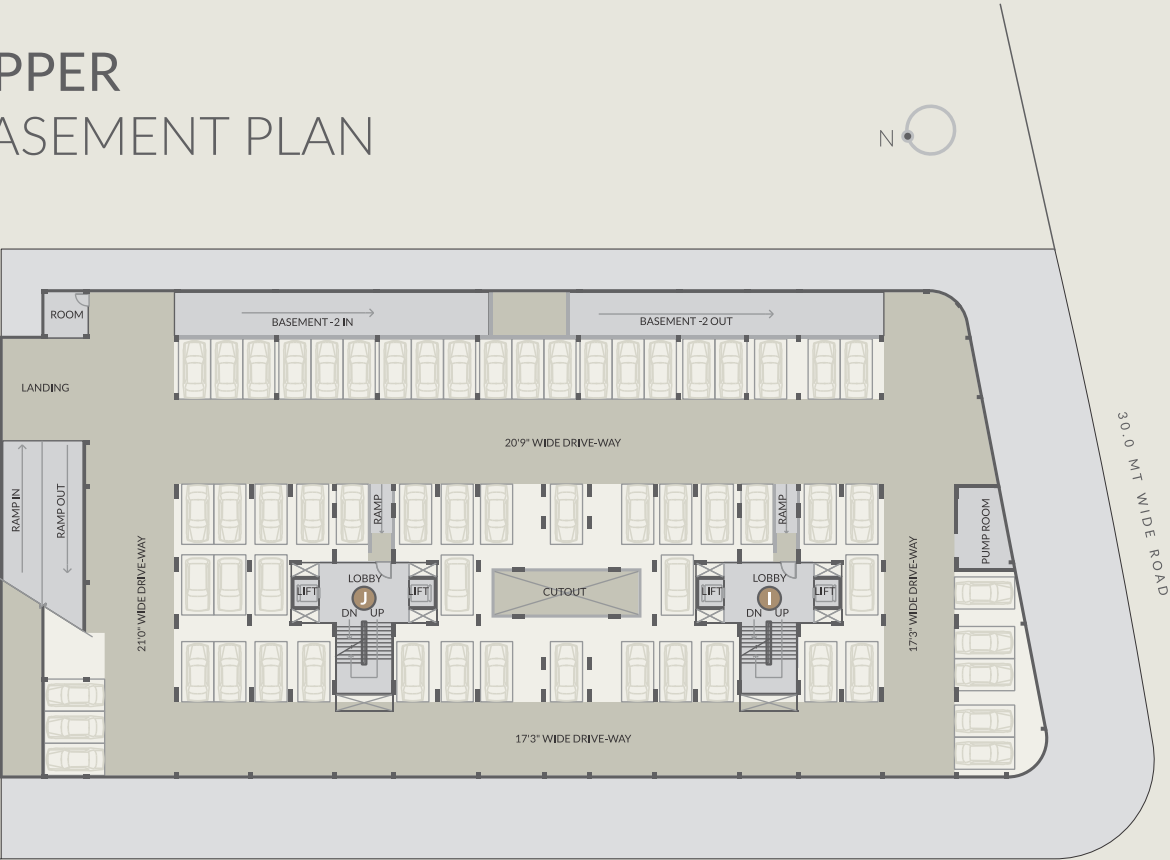 PPER
ASEMENT PLAN
N
ROOM
BASEMENT -2 IN
BASEMENT -2 OUT
LANDING
20'9" WIDE DRIVE-WAY
30.0 MT WIDE ROAD
RAMP IN
RAMP OUT
RAMP
RAMP
PUMP ROOM
21'0" WIDE DRIVE-WAY
LOBBY
LIFT
LIFT
J
DN UP
CUTOUT
LOBBY
LIFT
LIFT
I
DN UP
17'3" WIDE DRIVE-WAY
17'3" WIDE DRIVE-WAY